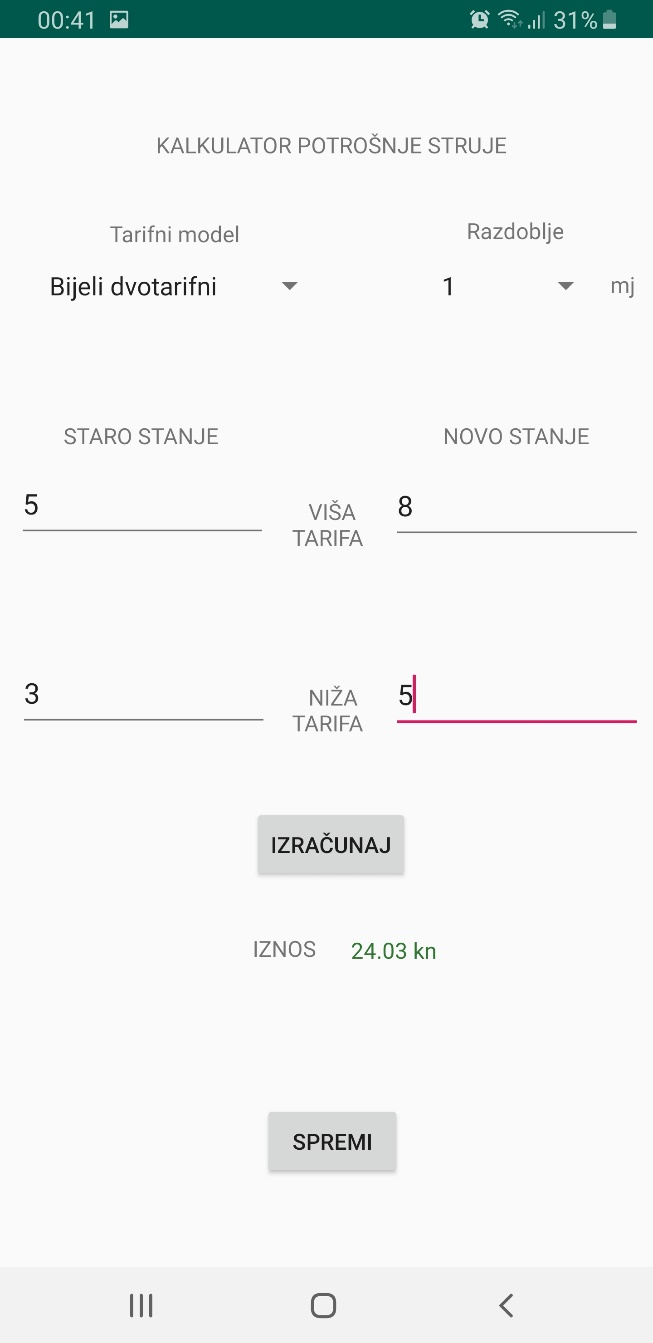 00:41 31%
KALKULATOR POTROŠNJE STRUJE
Tarifni model Razdoblje
Bijeli dvotarifni 1 mj
STARO STANJE NOVO STANJE
5 VIŠA 8
TARIFA
3 NIŽA 5
TARIFA
IZRAČUNAJ
IZNOS 24.03 kn
SPREMI